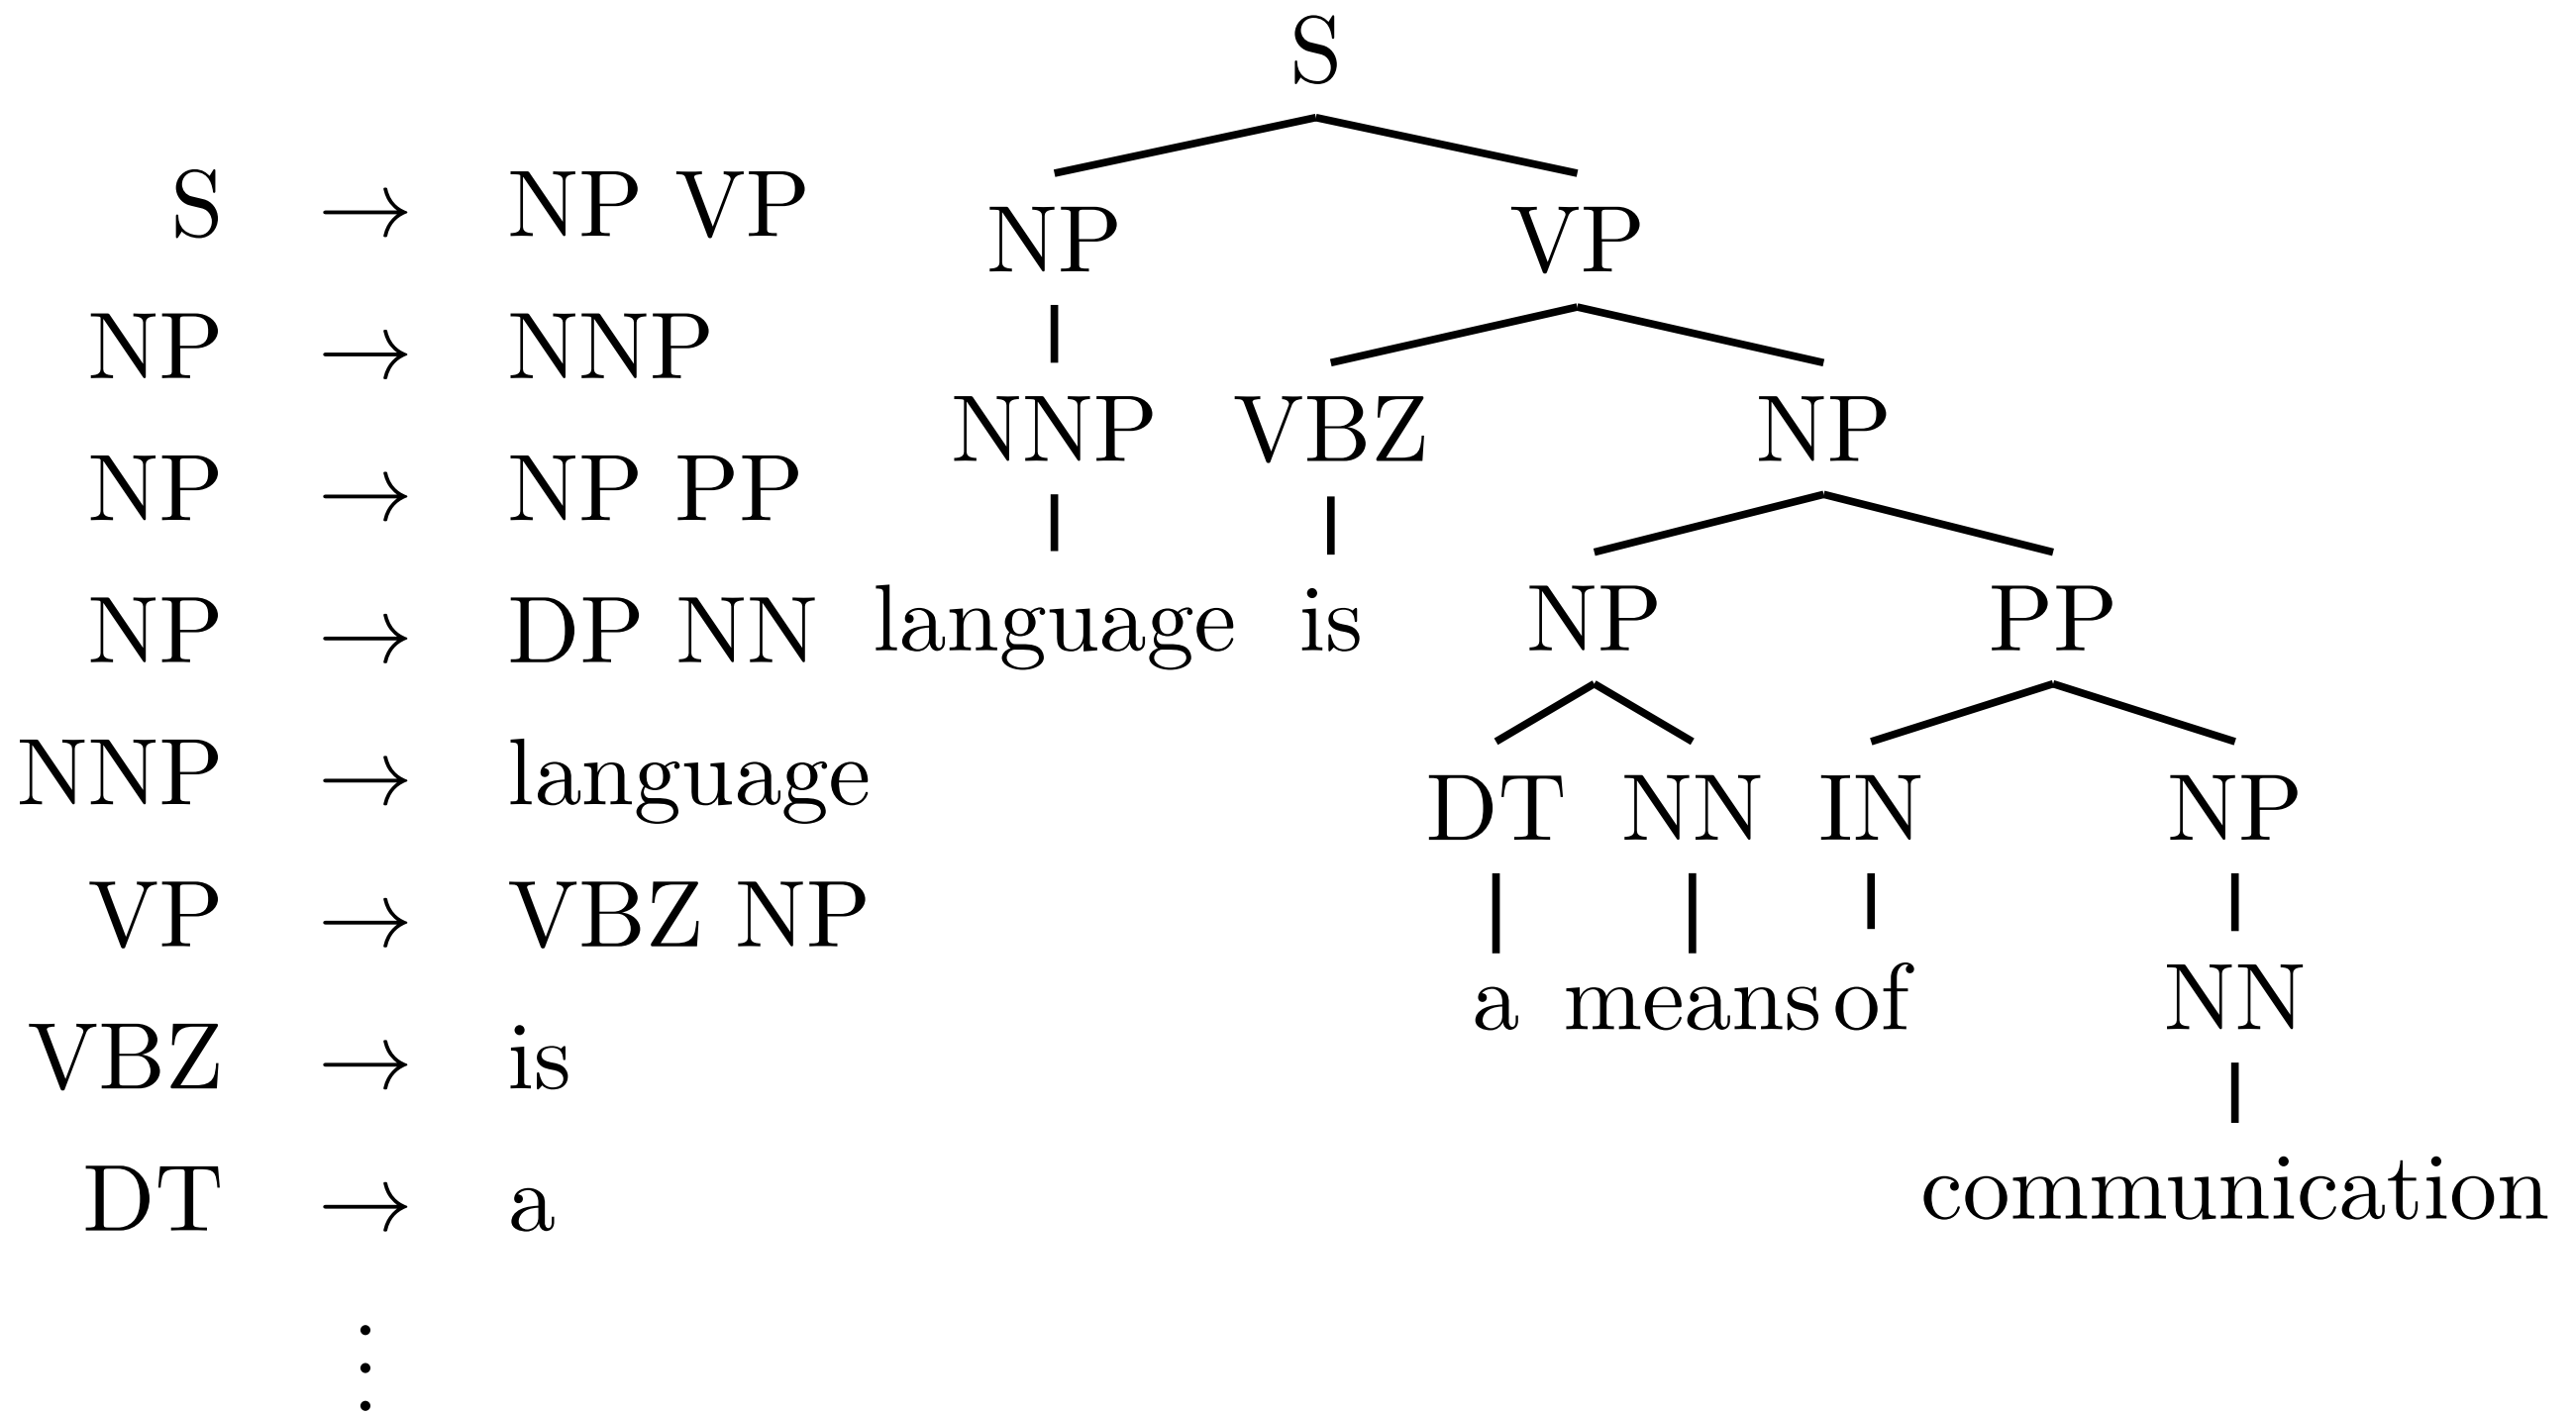 S → NP VP
NP → NNP
NP → NP PP
NP → DP NN
NNP → language
VP → VBZ NP
VBZ → is
DT → a
⋮
S
NP VP
NNP VBZ NP
language is NP PP
DT NN IN NP
a means of NN
communication